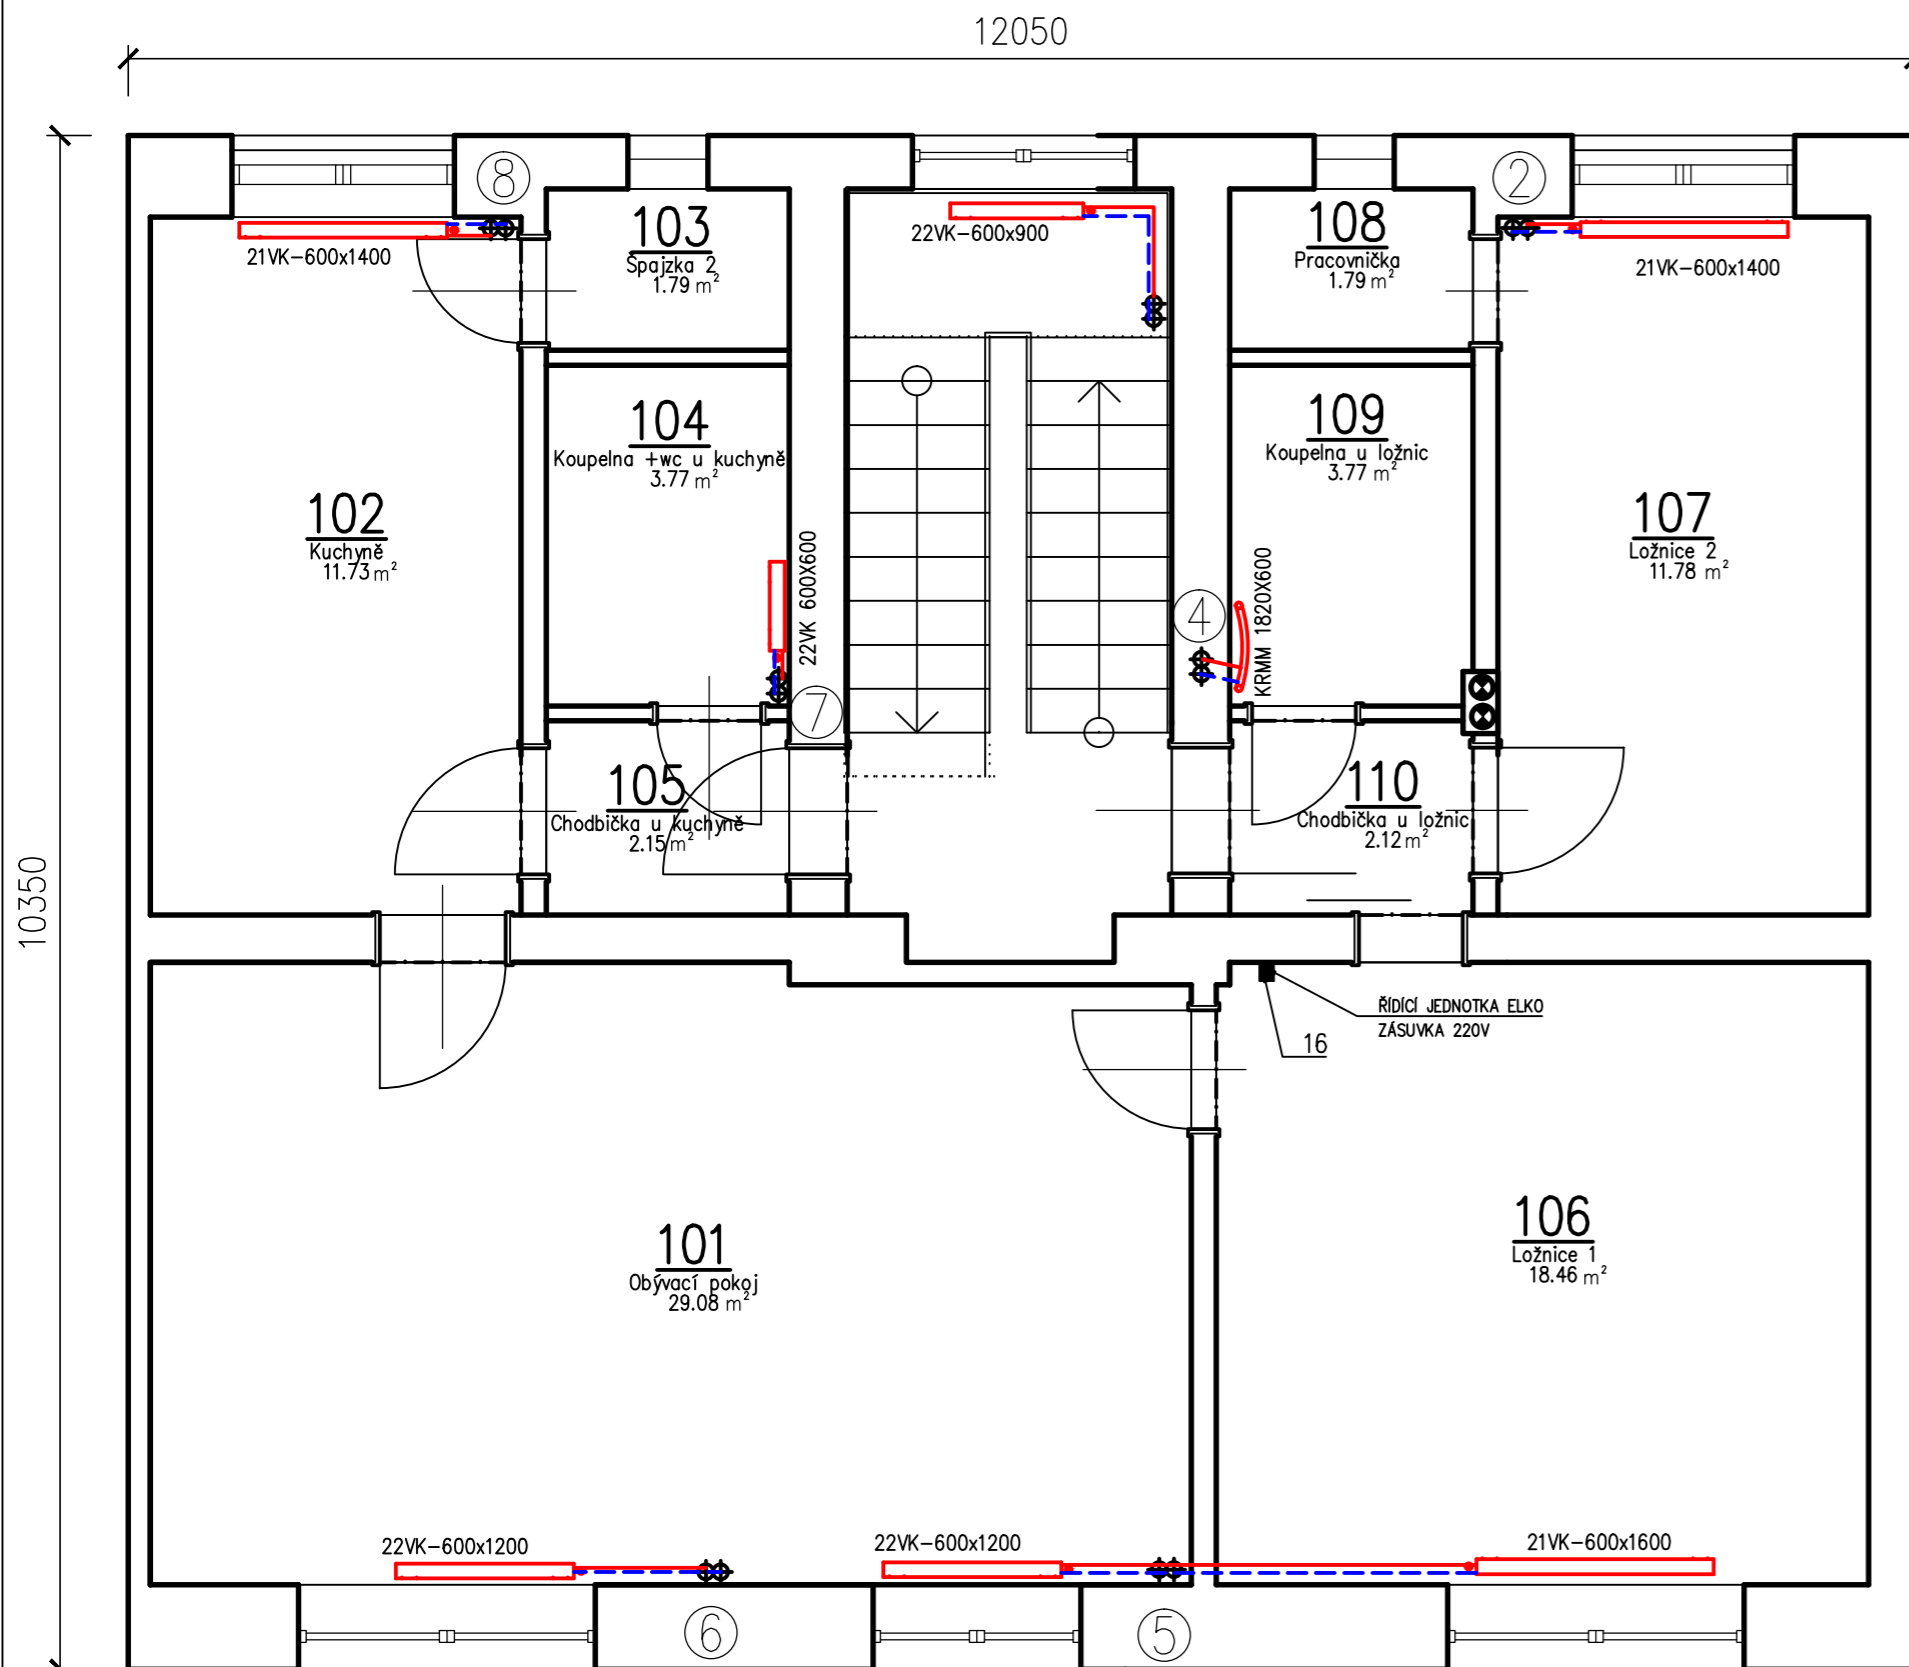 12050
8
2
103
Spajzka 2
1.79 m²
22VK-600x900
108
Pracovnička
1.79 m²
21VK-600x1400
21VK-600x1400
104
Koupelna +wc u kuchyně
3.77 m²
109
Koupelna u ložnic
3.77 m²
102
Kuchyně
11.73 m²
107
Ložnice 2
11.78 m²
22VK 600X600
4
KRMM 1820X600
7
105
Chodbička u kuchyně
2.15 m²
110
Chodbička u ložnic
2.12 m²
10350
ŘÍDÍCÍ JEDNOTKA ELKO
ZÁSUVKA 220V
16
101
Obývací pokoj
29.08 m²
106
Ložnice 1
18.46 m²
22VK-600x1200
22VK-600x1200
21VK-600x1600
6
5